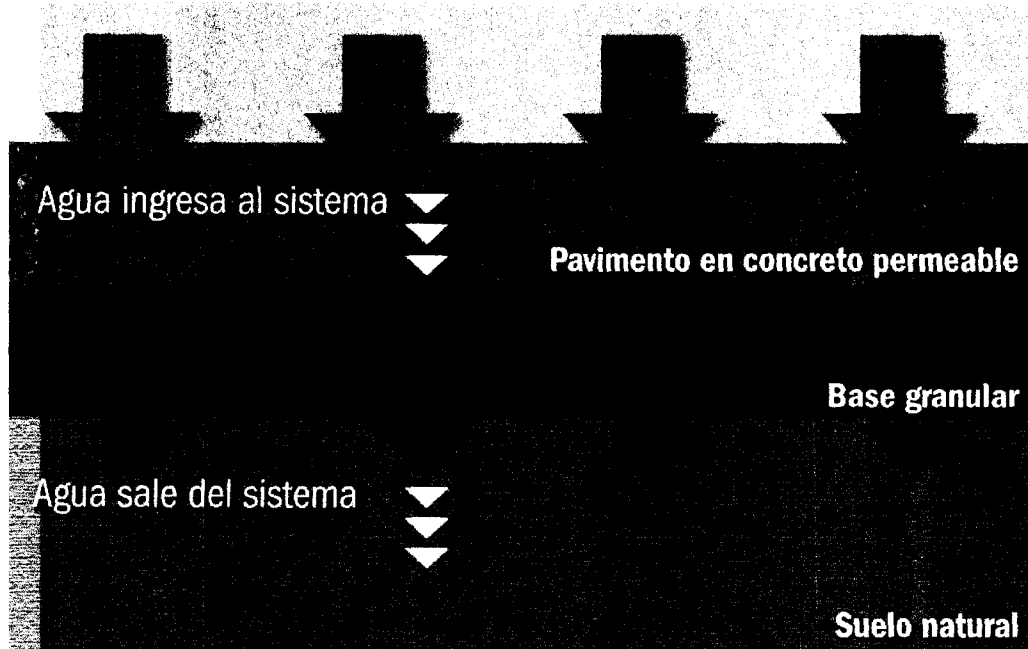 Agua ingresa al sistema
Pavimento en concreto permeable
Base granular
Agua sale del sistema
Suelo natural